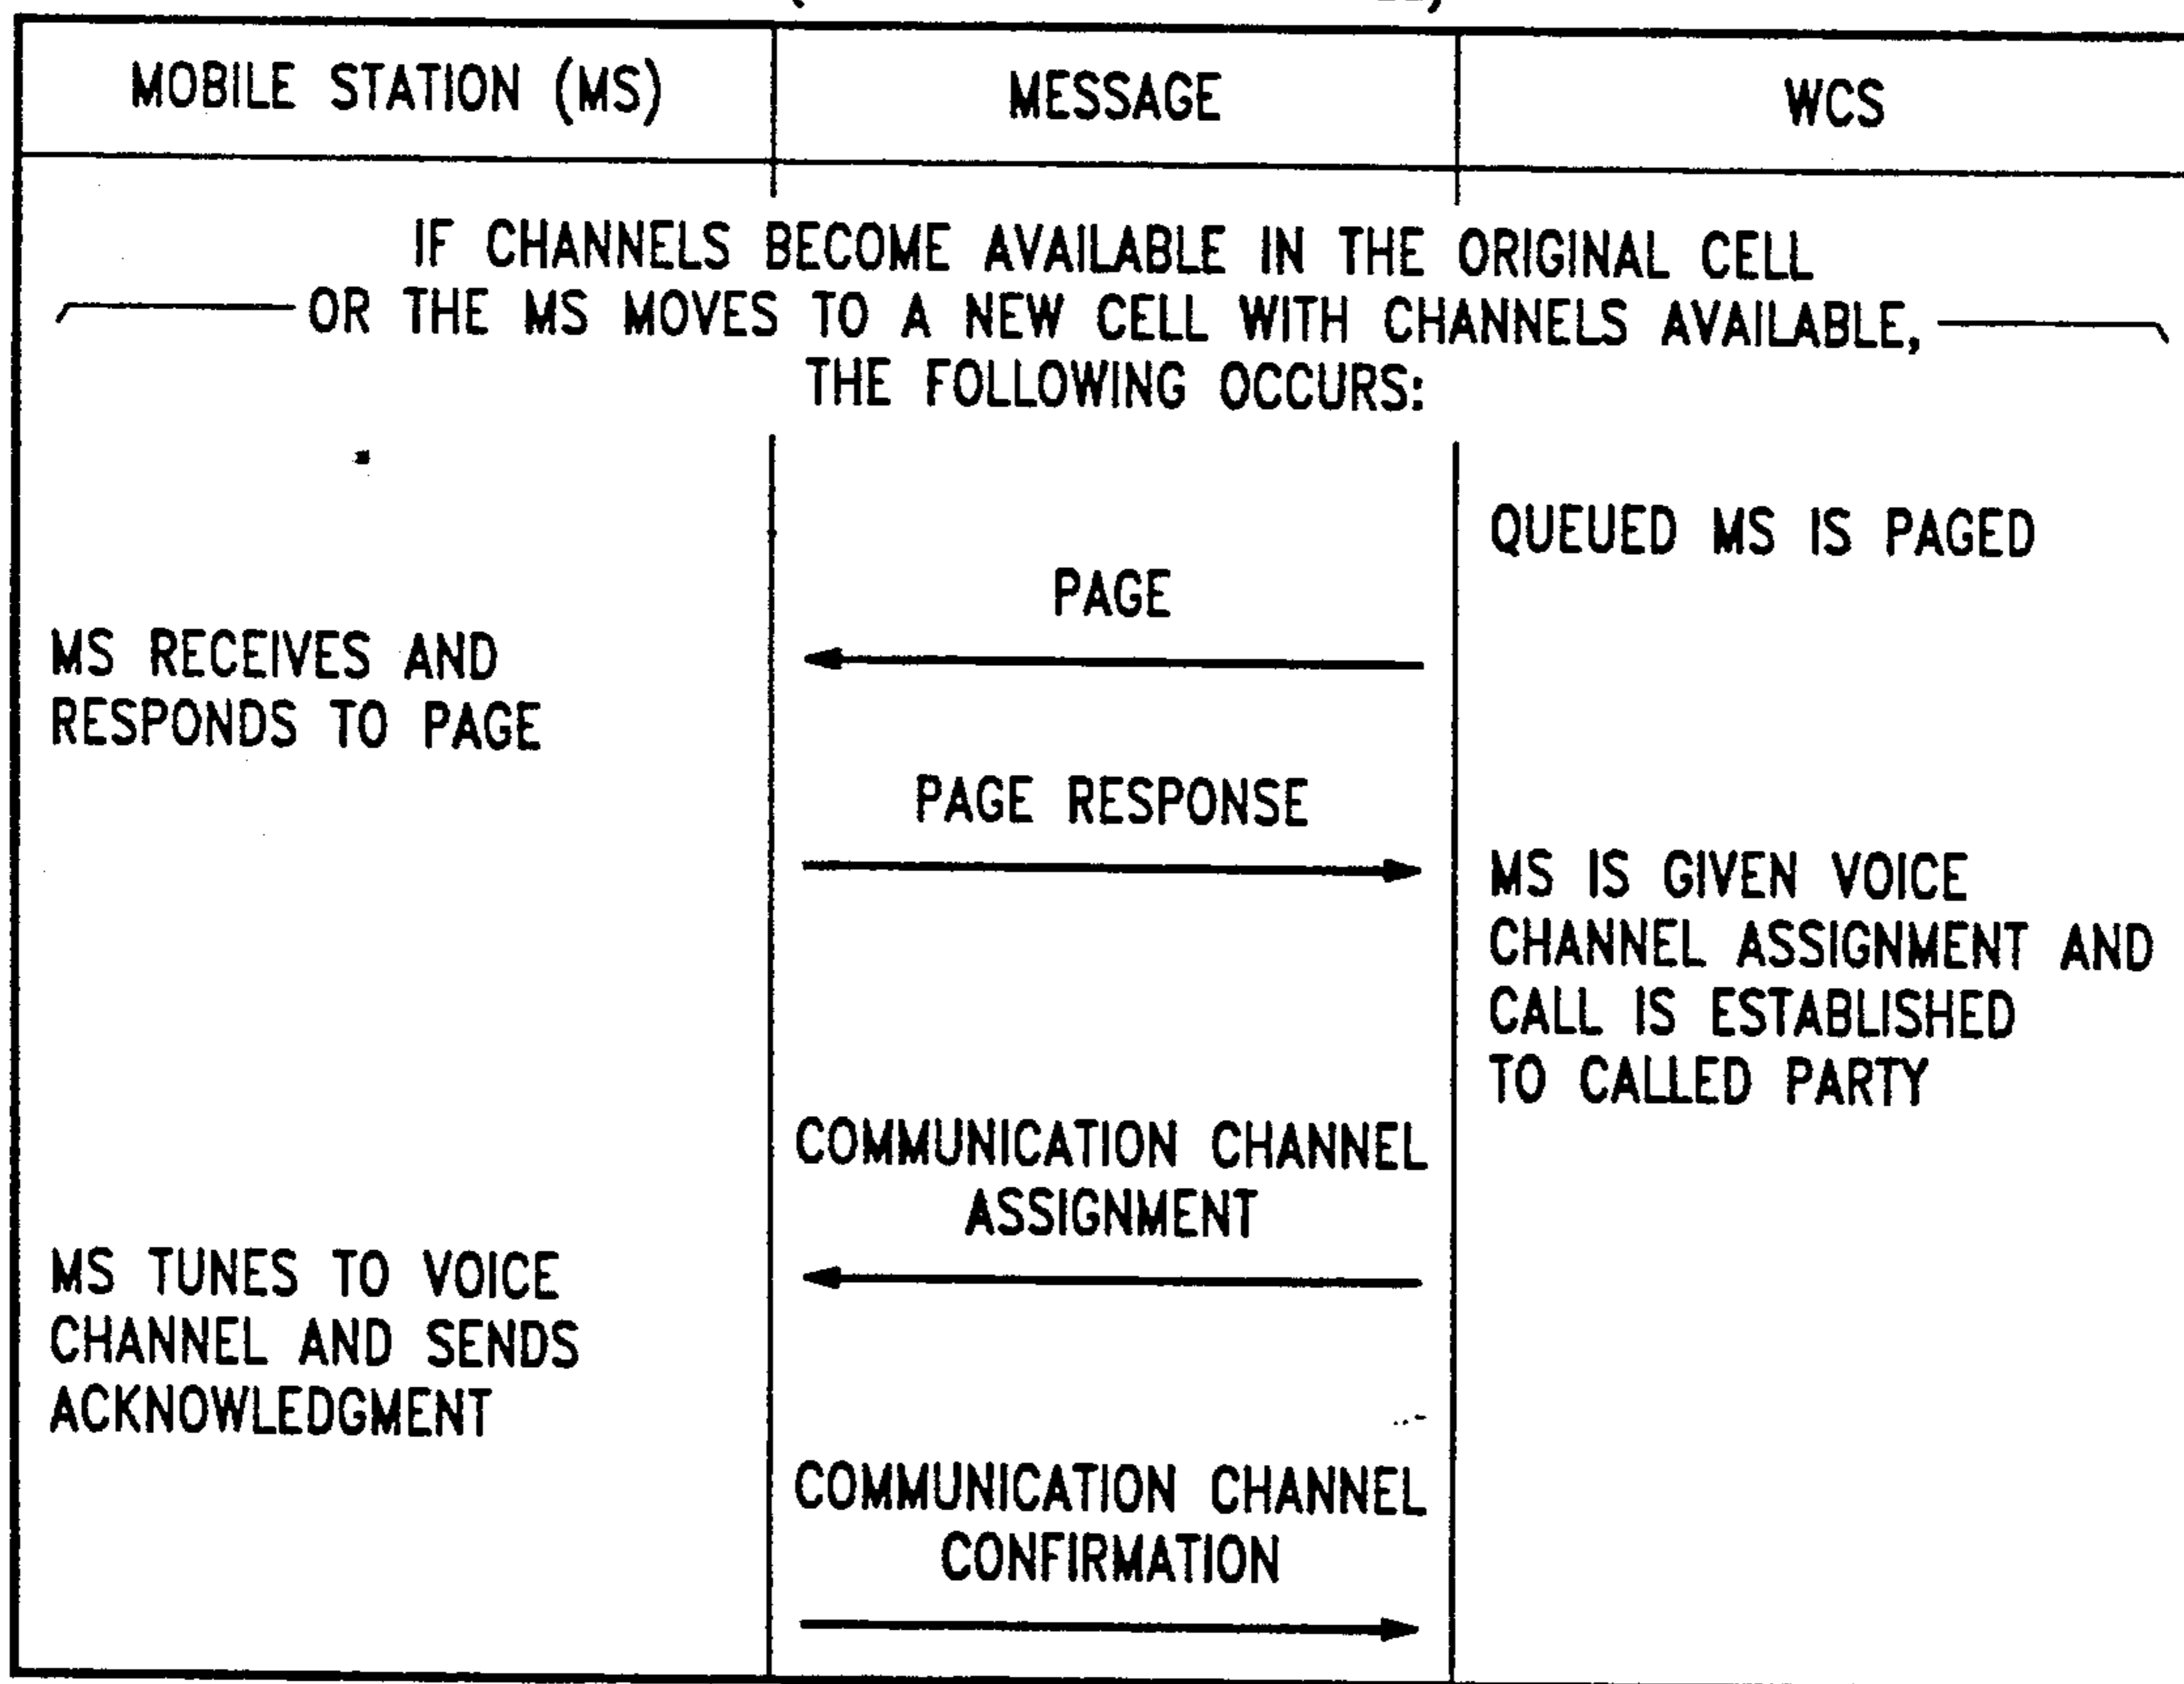 MOBILE STATION (MS)
MESSAGE
WCS
IF CHANNELS BECOME AVAILABLE IN THE ORIGINAL CELL
OR THE MS MOVES TO A NEW CELL WITH CHANNELS AVAILABLE,
THE FOLLOWING OCCURS:
QUEUED MS IS PAGED
PAGE
MS RECEIVES AND
RESPONDS TO PAGE
PAGE RESPONSE
MS IS GIVEN VOICE
CHANNEL ASSIGNMENT AND
CALL IS ESTABLISHED
TO CALLED PARTY
COMMUNICATION CHANNEL
ASSIGNMENT
MS TUNES TO VOICE
CHANNEL AND SENDS
ACKNOWLEDGMENT
COMMUNICATION CHANNEL
CONFIRMATION